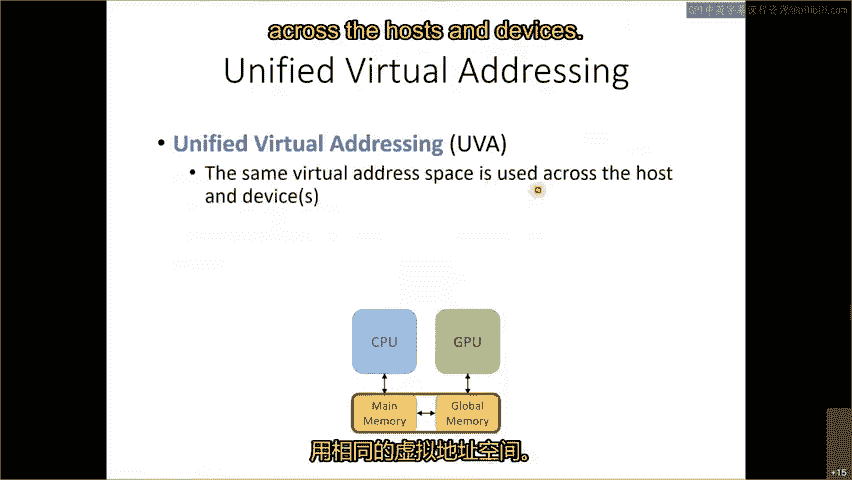 across the hosts and devices.
Unified Virtual Addressing
• Unified Virtual Addressing (UVA)
• The same virtual address space is used across the host
and device(s)
CPU
GPU
Main
Memory
Global
Memory
用相同的虚拟地址空间。
+15